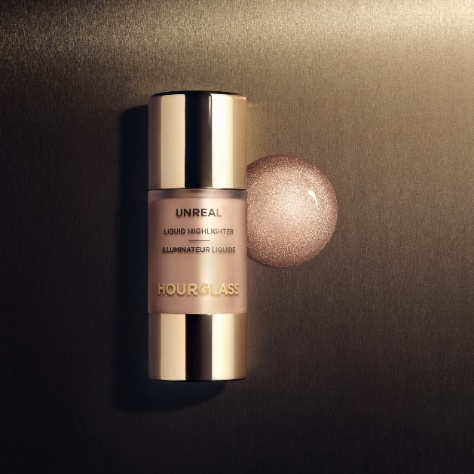 UNREAL
LIQUID HIGHLIGHTER
ILLUMINATEUR LIQUIDE
HOURGLASS